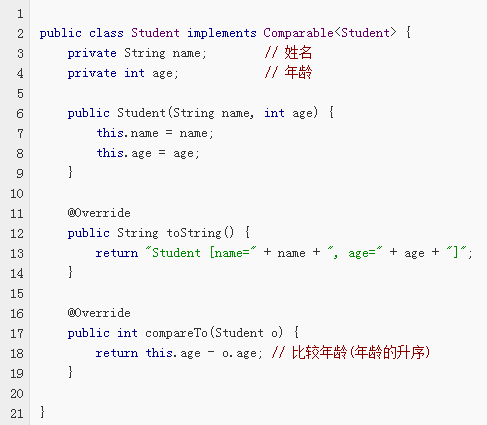 1
2 public class Student implements Comparable<Student> {
3 private String name; // 姓名
4 private int age; // 年龄
5
6 public Student(String name, int age) {
7 this.name = name;
8 this.age = age;
9 }
10
11 @Override
12 public String toString() {
13 return "Student [name=" + name + ", age=" + age + "]";
14 }
15
16 @Override
17 public int compareTo(Student o) {
18 return this.age - o.age; // 比较年龄(年龄的升序)
19 }
20
21 }